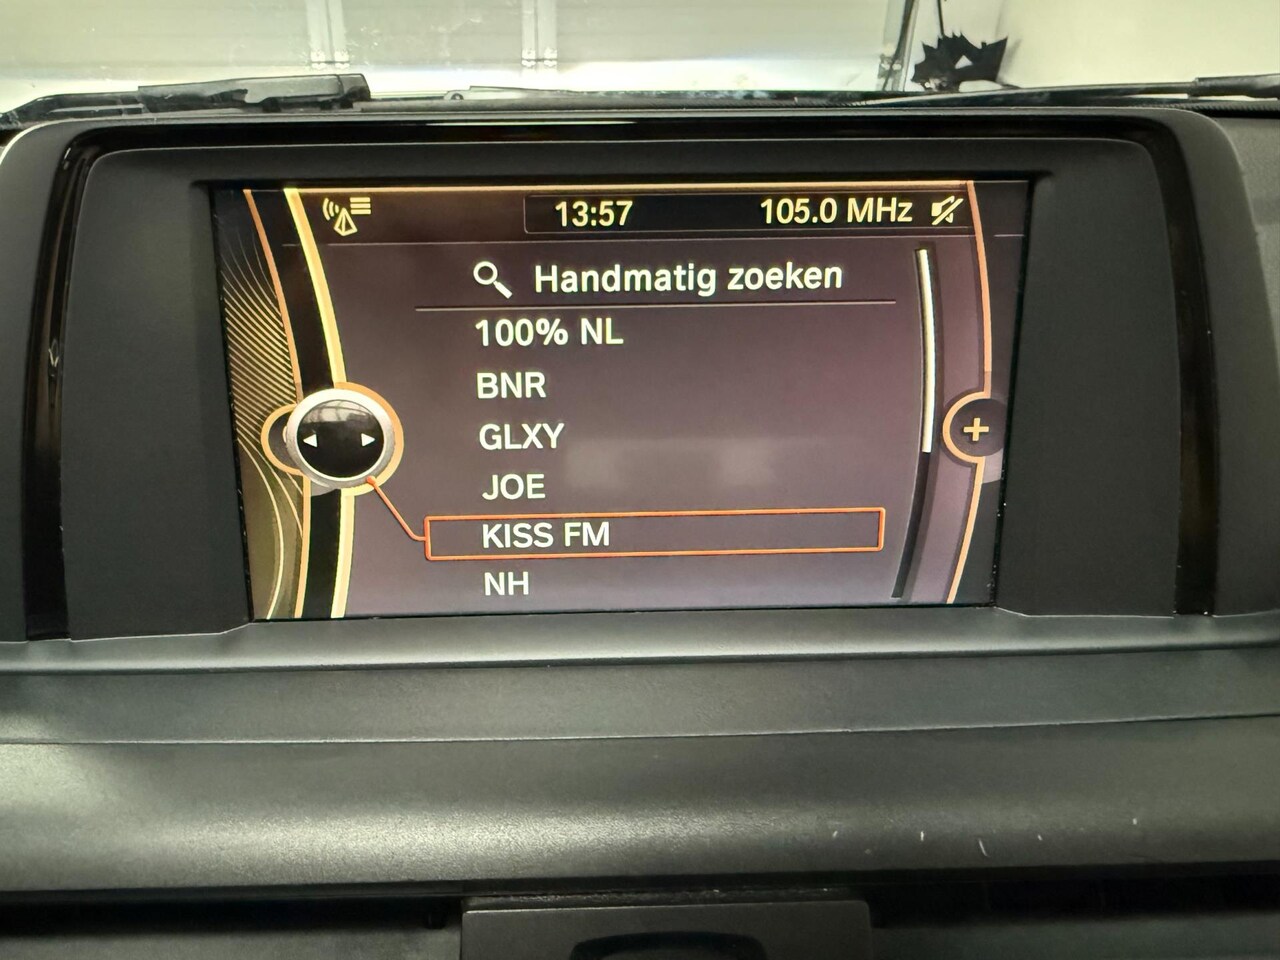 13:57 105.0 MHz
Handmatig zoeken
100% NL
BNR
GLXY
JOE
KISS FM
NH